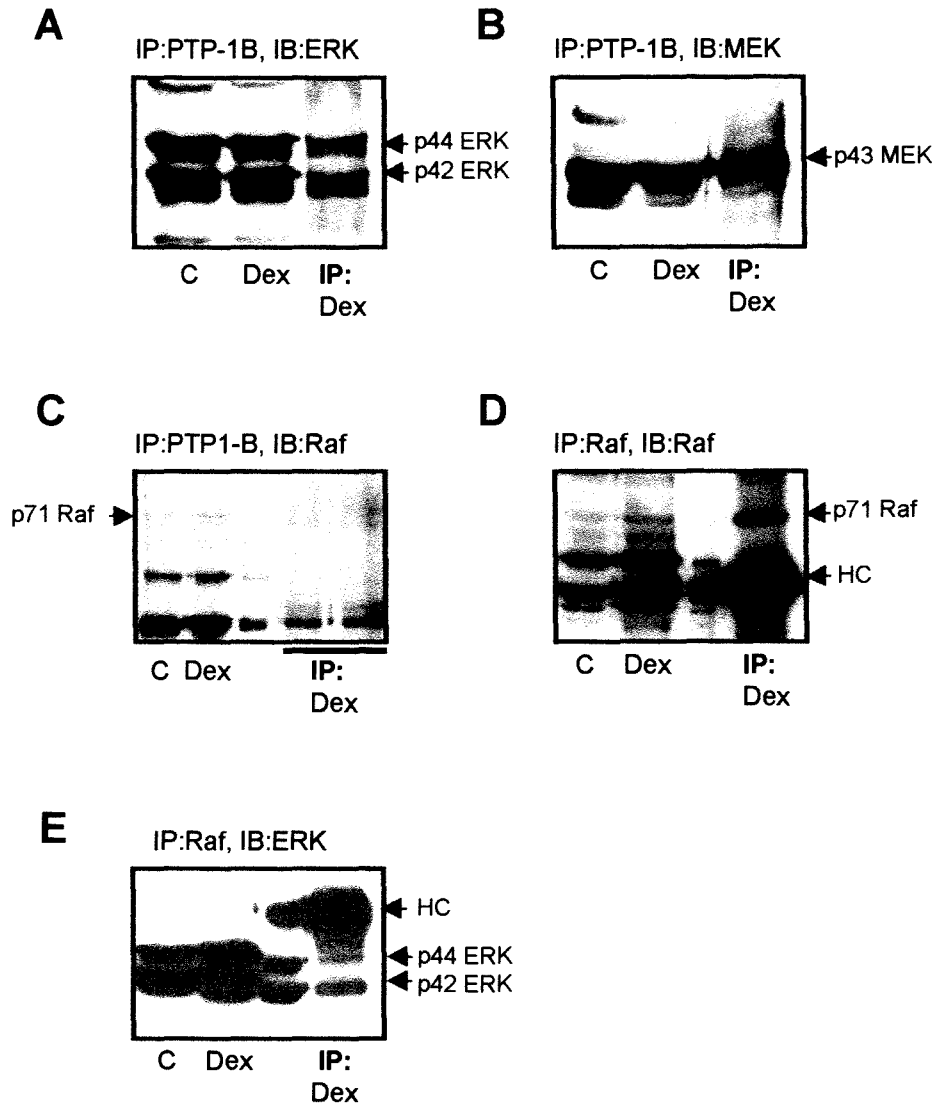 A
IP:PTP-1B, IB:ERK
p44 ERK
p42 ERK
C Dex IP:
Dex
B
IP:PTP-1B, IB:MEK
p43 MEK
C Dex IP:
Dex
C
IP:PTP1-B, IB:Raf
p71 Raf
C Dex IP:
Dex
D
IP:Raf, IB:Raf
p71 Raf
HC
C Dex IP:
Dex
E
IP:Raf, IB:ERK
HC
p44 ERK
p42 ERK
C Dex IP:
Dex